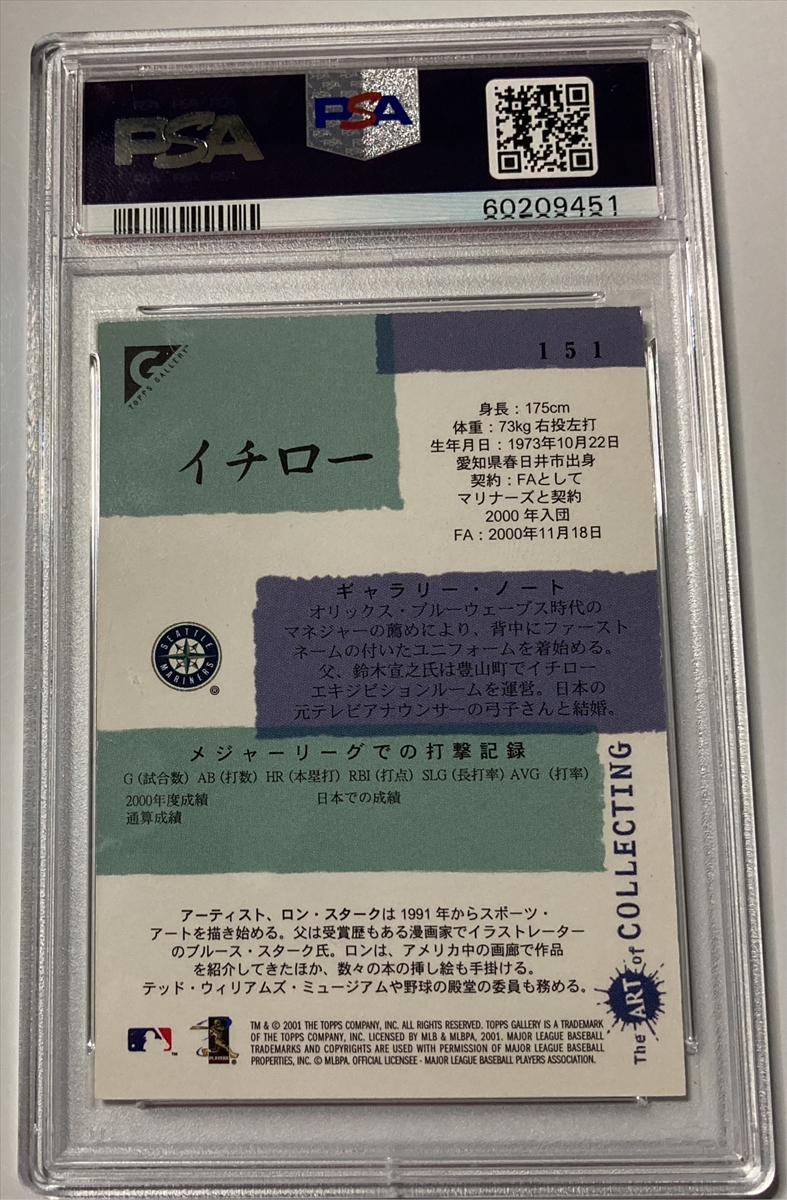 PSA
PSA
60209451
G
TOPPS GALLERY
151
イチロー
身長：175cm
体重：73kg 右投左打
生年月日：1973年10月22日
愛知県春日井市出身
契約：FAとして
マリナーズと契約
2000 年入団
FA：2000年11月18日
ギャラリー・ノート
オリックス・ブルーウェーブス時代の
マネジャーの薦めにより、背中にファースト
ネームの付いたユニフォームを着始める。
父、鈴木宣之氏は豊山町でイチロー
エキジビションルームを運営。日本の
元テレビアナウンサーの弓子さんと結婚。
SEATTLE
MARINERS
®
メジャーリーグでの打撃記録
G (試合数) AB (打数) HR (本塁打) RBI (打点) SLG (長打率) AVG (打率)
2000年度成績 日本での成績
通算成績
The ART of COLLECTING
アーティスト、ロン・スタークは 1991 年からスポーツ・
アートを描き始める。父は受賞歴もある漫画家でイラストレーター
のブルース・スターク氏。ロンは、アメリカ中の画廊で作品
を紹介してきたほか、数々の本の挿し絵も手掛ける。
テッド・ウィリアムズ・ミュージアムや野球の殿堂の委員も務める。
TM & © 2001 THE TOPPS COMPANY, INC. ALL RIGHTS RESERVED. TOPPS GALLERY IS A TRADEMARK
OF THE TOPPS COMPANY, INC. LICENSED BY MLB & MLBPA, 2001. MAJOR LEAGUE BASEBALL
TRADEMARKS AND COPYRIGHTS ARE USED WITH PERMISSION OF MAJOR LEAGUE BASEBALL
PROPERTIES, INC. © MLBPA. OFFICIAL LICENSEE - MAJOR LEAGUE BASEBALL PLAYERS ASSOCIATION.